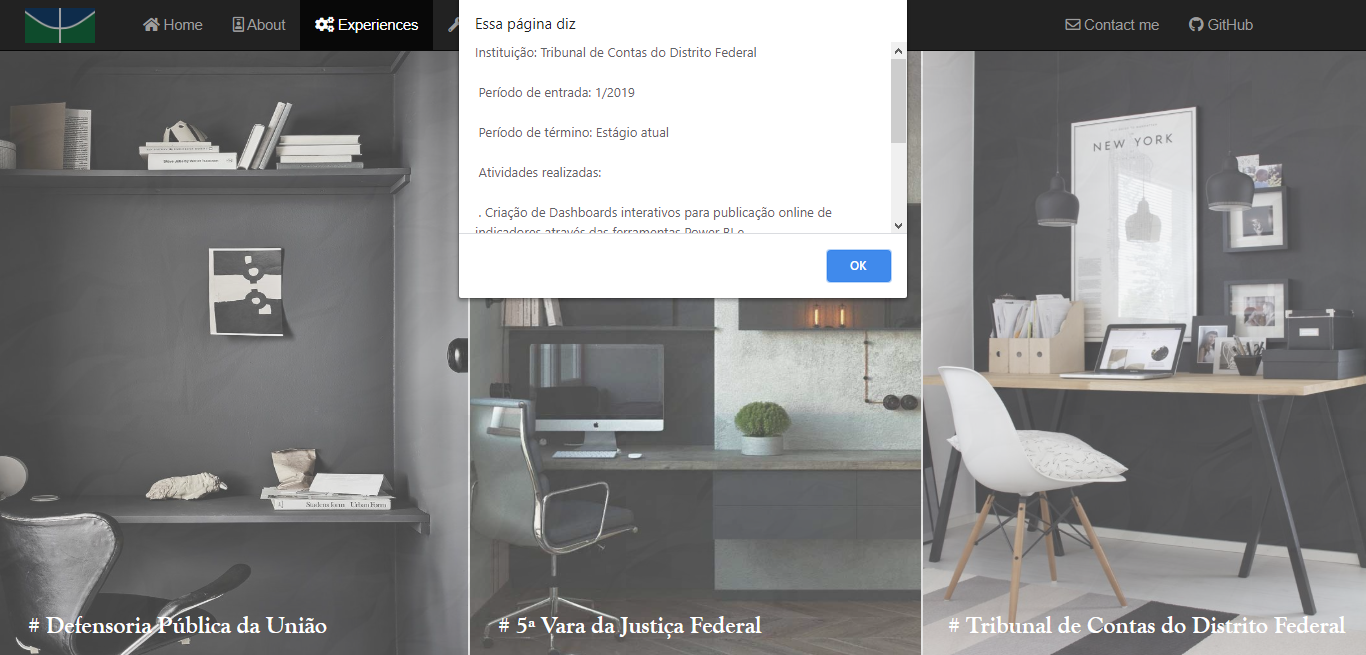 Home
About
Experiences
Contact me
GitHub
Essa página diz
Instituição: Tribunal de Contas do Distrito Federal
Período de entrada: 1/2019
Período de término: Estágio atual
Atividades realizadas:
. Criação de Dashboards interativos para publicação online de
indicadores através das ferramentas Power BI e
OK
NEW YORK
# Defensoria Pública da União
# 5ª Vara da Justiça Federal
# Tribunal de Contas do Distrito Federal